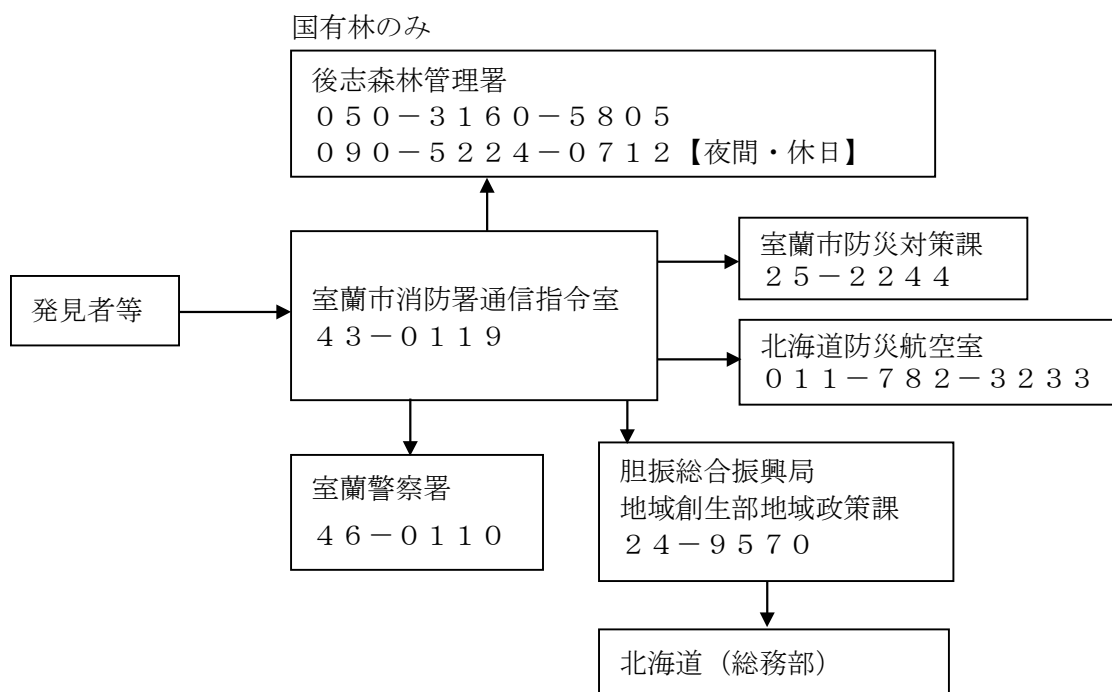 国有林のみ
後志森林管理署
０５０－３１６０－５８０５
０９０－５２２４－０７１２【夜間・休日】
発見者等
室蘭市消防署通信指令室
４３－０１１９
室蘭市防災対策課
２５－２２４４
北海道防災航空室
０１１－７８２－３２３３
室蘭警察署
４６－０１１０
胆振総合振興局
地域創生部地域政策課
２４－９５７０
北海道（総務部）